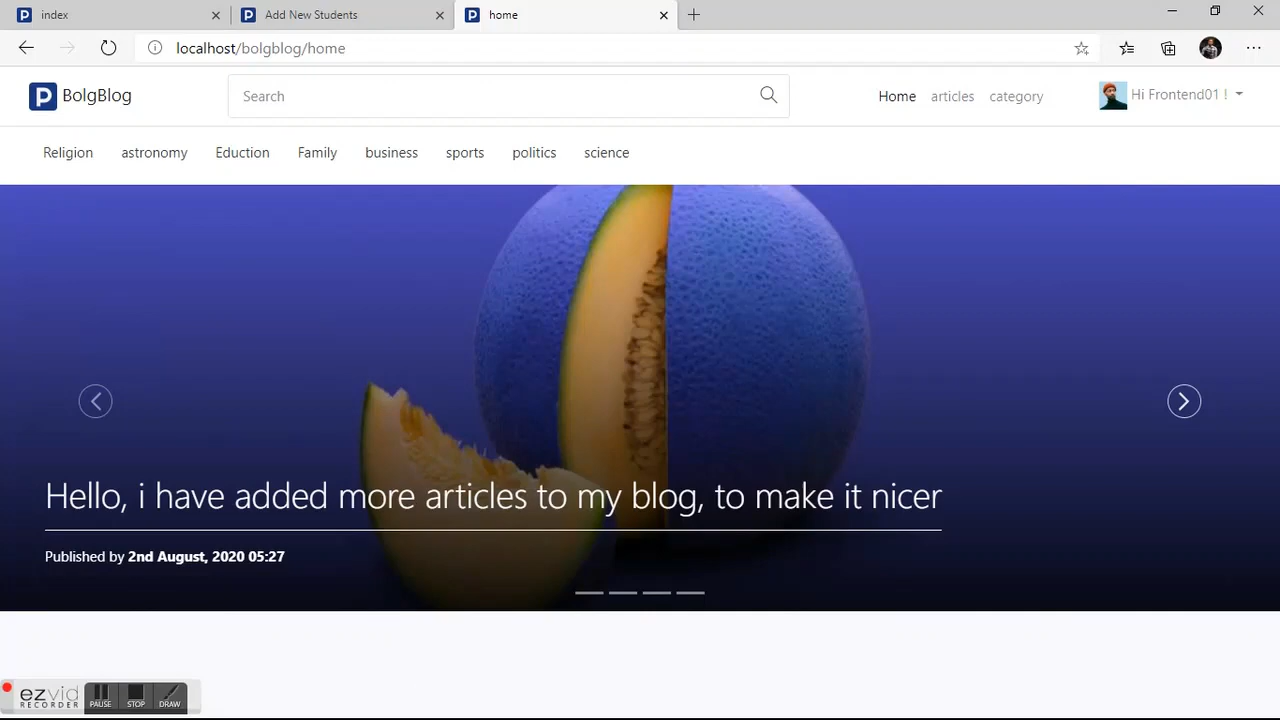 index
Add New Students
home
localhost/bolgblog/home
P BolgBlog
Search
Home articles category
Hi Frontend01 !
Religion astronomy Eduction Family business sports politics science
Hello, i have added more articles to my blog, to make it nicer
Published by 2nd August, 2020 05:27
ezvid
RECORDER
PAUSE STOP DRAW